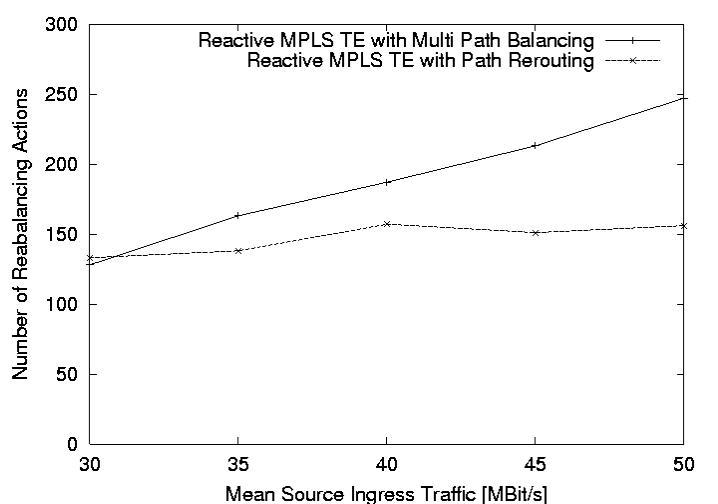 300
Reactive MPLS TE with Multi Path Balancing
Reactive MPLS TE with Path Rerouting
250
200
150
100
50
0
Number of Reabalancing Actions
30 35 40 45 50
Mean Source Ingress Traffic [MBit/s]